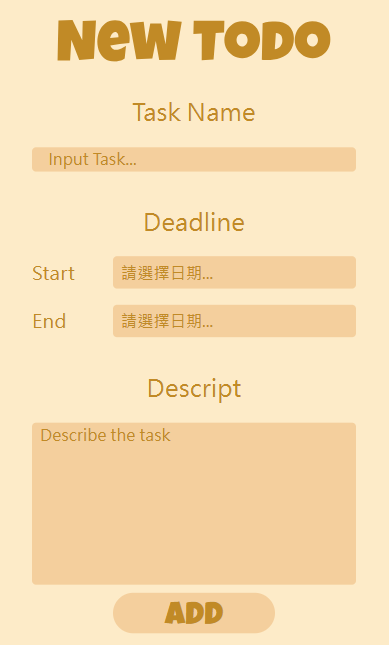 New Todo
Task Name
Input Task...
Deadline
Start 請選擇日期...
End 請選擇日期...
Descript
Describe the task
ADD